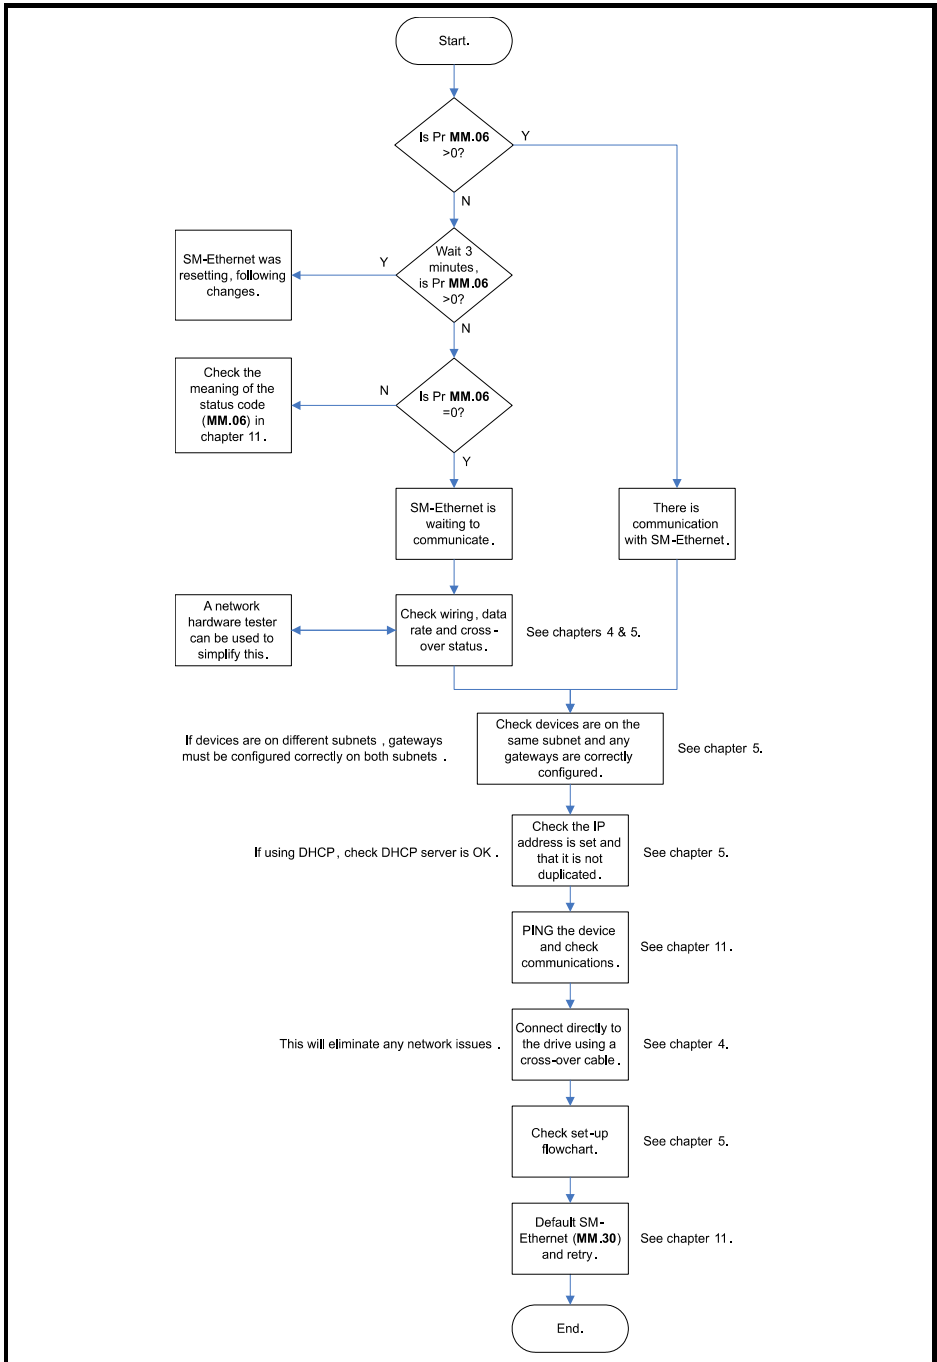 Start.
Is Pr MM.06
>0?
Y
N
Wait 3
minutes,
is Pr MM.06
>0?
Y
SM-Ethernet was
resetting, following
changes.
N
Is Pr MM.06
=0?
N
Check the
meaning of the
status code
(MM.06) in
chapter 11.
Y
SM-Ethernet is
waiting to
communicate.
There is
communication
with SM-Ethernet.
A network
hardware tester
can be used to
simplify this.
Check wiring, data
rate and cross-
over status.
See chapters 4 & 5.
If devices are on different subnets , gateways
must be configured correctly on both subnets .
Check devices are on the
same subnet and any
gateways are correctly
configured.
See chapter 5.
If using DHCP, check DHCP server is OK .
Check the IP
address is set and
that it is not
duplicated.
See chapter 5.
PING the device
and check
communications.
See chapter 11.
This will eliminate any network issues .
Connect directly to
the drive using a
cross-over cable.
See chapter 4.
Check set-up
flowchart.
See chapter 5.
Default SM-
Ethernet (MM.30)
and retry.
See chapter 11.
End.